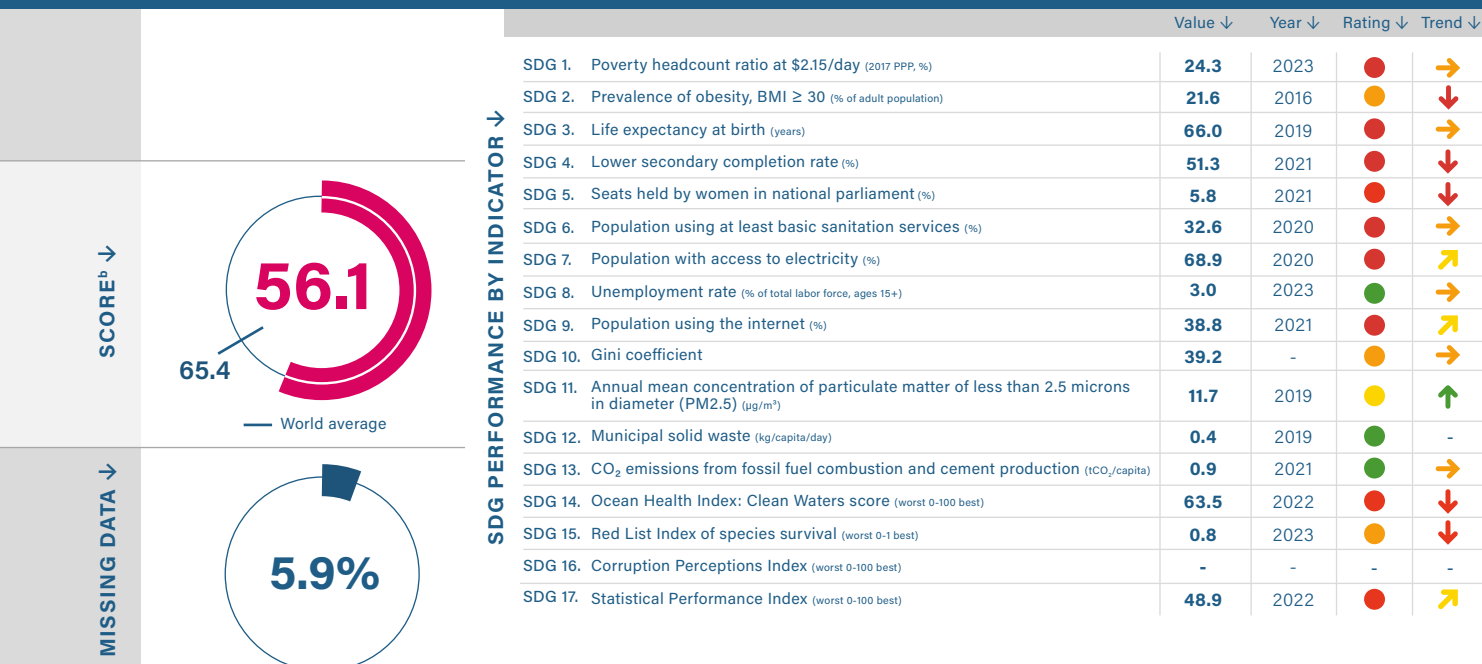 Value ↓ Year ↓ Rating ↓ Trend ↓
SCOREᵇ →
56.1
65.4
World average
MISSING DATA →
5.9%
SDG PERFORMANCE BY INDICATOR →
SDG 1. Poverty headcount ratio at $2.15/day (2017 PPP, %) 24.3 2023
SDG 2. Prevalence of obesity, BMI ≥ 30 (% of adult population) 21.6 2016
SDG 3. Life expectancy at birth (years) 66.0 2019
SDG 4. Lower secondary completion rate (%) 51.3 2021
SDG 5. Seats held by women in national parliament (%) 5.8 2021
SDG 6. Population using at least basic sanitation services (%) 32.6 2020
SDG 7. Population with access to electricity (%) 68.9 2020
SDG 8. Unemployment rate (% of total labor force, ages 15+) 3.0 2023
SDG 9. Population using the internet (%) 38.8 2021
SDG 10. Gini coefficient 39.2 -
SDG 11. Annual mean concentration of particulate matter of less than 2.5 microns
in diameter (PM2.5) (µg/m³) 11.7 2019
SDG 12. Municipal solid waste (kg/capita/day) 0.4 2019 -
SDG 13. CO₂ emissions from fossil fuel combustion and cement production (tCO₂/capita) 0.9 2021
SDG 14. Ocean Health Index: Clean Waters score (worst 0-100 best) 63.5 2022
SDG 15. Red List Index of species survival (worst 0-1 best) 0.8 2023
SDG 16. Corruption Perceptions Index (worst 0-100 best) - - - -
SDG 17. Statistical Performance Index (worst 0-100 best) 48.9 2022